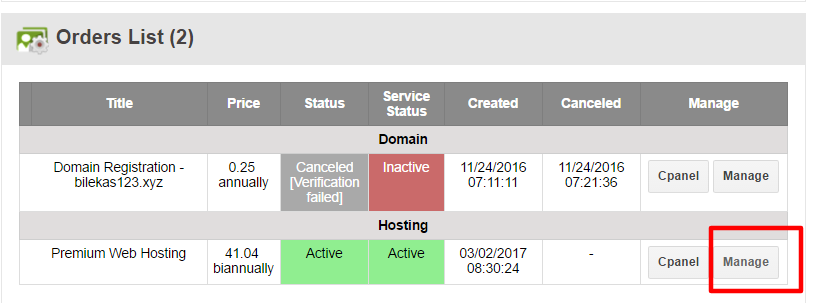 Orders List (2)
Title Price Status Service Status Created Canceled Manage
Domain
Domain Registration - bilekas123.xyz 0.25 annually Canceled [Verification failed] Inactive 11/24/2016 07:11:11 11/24/2016 07:21:36 Cpanel Manage
Hosting
Premium Web Hosting 41.04 biannually Active Active 03/02/2017 08:30:24 - Cpanel Manage